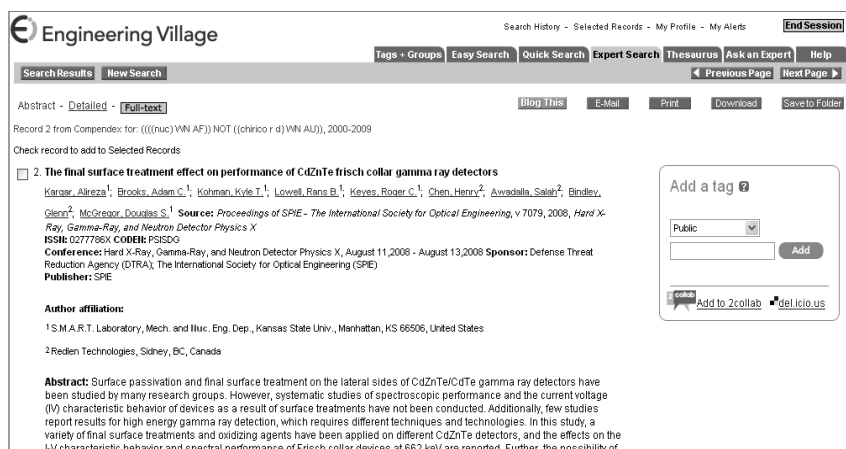 Engineering Village
Search History - Selected Records - My Profile - My Alerts End Session
Tags + Groups Easy Search Quick Search Expert Search Thesaurus Ask an Expert Help
Search Results New Search Previous Page Next Page
Abstract - Detailed - Full-text Blog This E-Mail Print Download Save to Folder
Record 2 from Compendex for: ((((nuc) WN AF)) NOT ((chirico r d) WN AU)), 2000-2009
Check record to add to Selected Records
2. The final surface treatment effect on performance of CdZnTe frisch collar gamma ray detectors
Kargar, Alireza1; Brooks, Adam C.1; Kohman, Kyle T.1; Lowell, Rans B.1; Keyes, Roger C.1; Chen, Henry2; Awadalla, Salah2; Bindley,
Glenn2; McGregor, Douglas S.1 Source: Proceedings of SPIE - The International Society for Optical Engineering, v 7079, 2008, Hard X-
Ray, Gamma-Ray, and Neutron Detector Physics X
ISSN: 0277786X CODEN: PSISDG
Conference: Hard X-Ray, Gamma-Ray, and Neutron Detector Physics X, August 11,2008 - August 13,2008 Sponsor: Defense Threat
Reduction Agency (DTRA); The International Society for Optical Engineering (SPIE)
Publisher: SPIE
Author affiliation:
1 S.M.A.R.T. Laboratory, Mech. and Nuc. Eng. Dep., Kansas State Univ., Manhattan, KS 66506, United States
2 Redlen Technologies, Sidney, BC, Canada
Abstract: Surface passivation and final surface treatment on the lateral sides of CdZnTe/CdTe gamma ray detectors have
been studied by many research groups. However, systematic studies of spectroscopic performance and the current voltage
(IV) characteristic behavior of devices as a result of surface treatments have not been conducted. Additionally, few studies
report results for high energy gamma ray detection, which requires different techniques and technologies. In this study, a
variety of final surface treatments and oxidizing agents have been applied on different CdZnTe detectors, and the effects on the
I-V characteristic behavior and spectral performance of Frisch collar devices at 662 keV are reported. Further, the possibility of
Add a tag ?
Public
Add
2 collab Add to 2collab del.icio.us